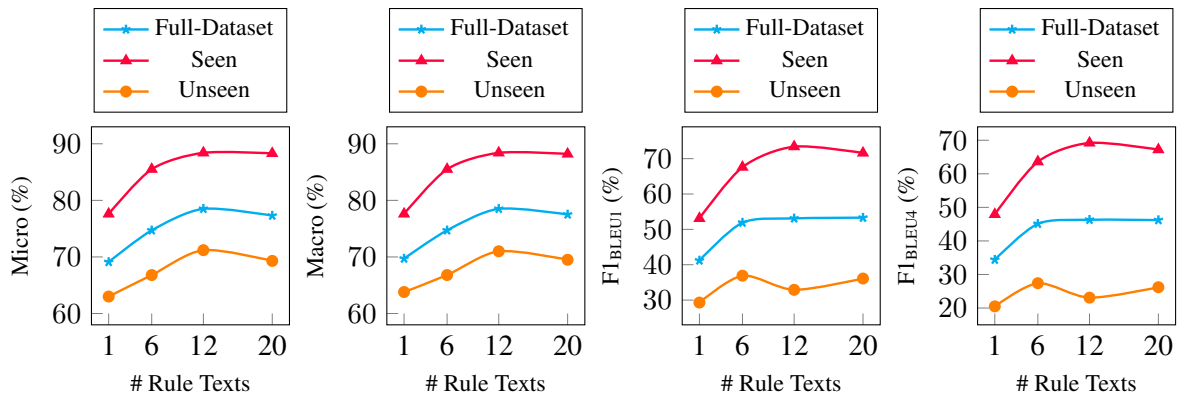 Full-Dataset
Seen
Unseen
Micro (%)
90
80
70
60
1 6 12 20
# Rule Texts
Full-Dataset
Seen
Unseen
Macro (%)
90
80
70
60
1 6 12 20
# Rule Texts
Full-Dataset
Seen
Unseen
F1BLEU1 (%)
70
60
50
40
30
1 6 12 20
# Rule Texts
Full-Dataset
Seen
Unseen
F1BLEU4 (%)
70
60
50
40
30
20
1 6 12 20
# Rule Texts